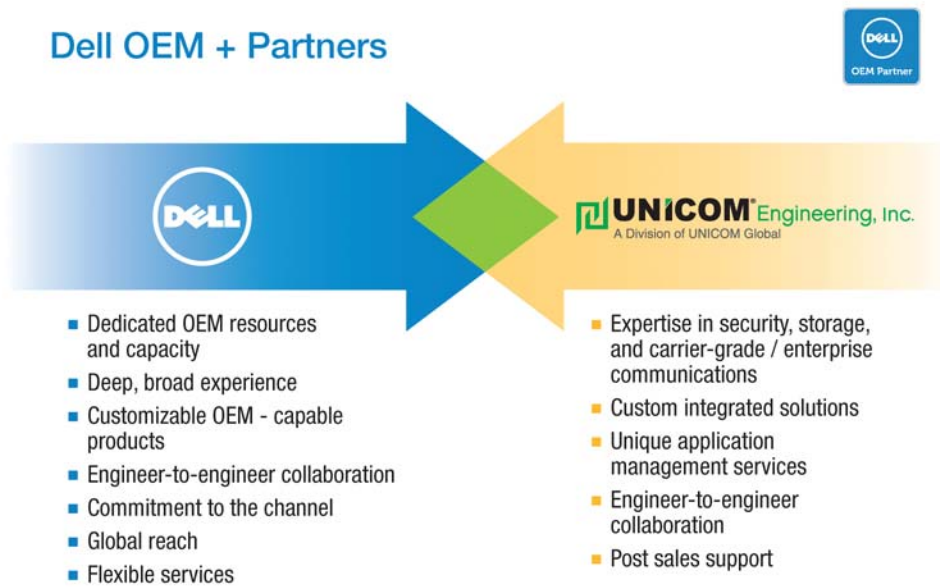 Dell OEM + Partners
DELL
OEM Partner
DELL
UNICOM® Engineering, Inc.
A Division of UNICOM Global
Dedicated OEM resources
and capacity
Deep, broad experience
Customizable OEM - capable
products
Engineer-to-engineer collaboration
Commitment to the channel
Global reach
Flexible services
Expertise in security, storage,
and carrier-grade / enterprise
communications
Custom integrated solutions
Unique application
management services
Engineer-to-engineer
collaboration
Post sales support